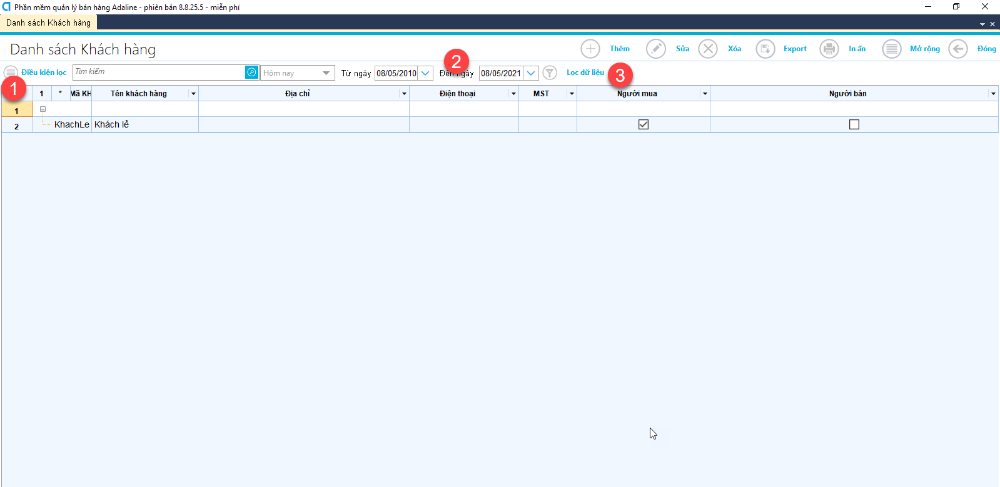 Phần mềm quản lý bán hàng Adaline - phiên bản 8.8.25.5 - miễn phí
Danh sách Khách hàng
Danh sách Khách hàng
Thêm Sửa Xóa Export In ấn Mở rộng Đóng
Điều kiện lọc Tìm kiếm Hôm nay Từ ngày 08/05/2010 Đến ngày 08/05/2021 Lọc dữ liệu
1 2 3
1 * Mã KH Tên khách hàng Địa chỉ Điện thoại MST Người mua Người bán
1
2 KhachLe Khách lẻ